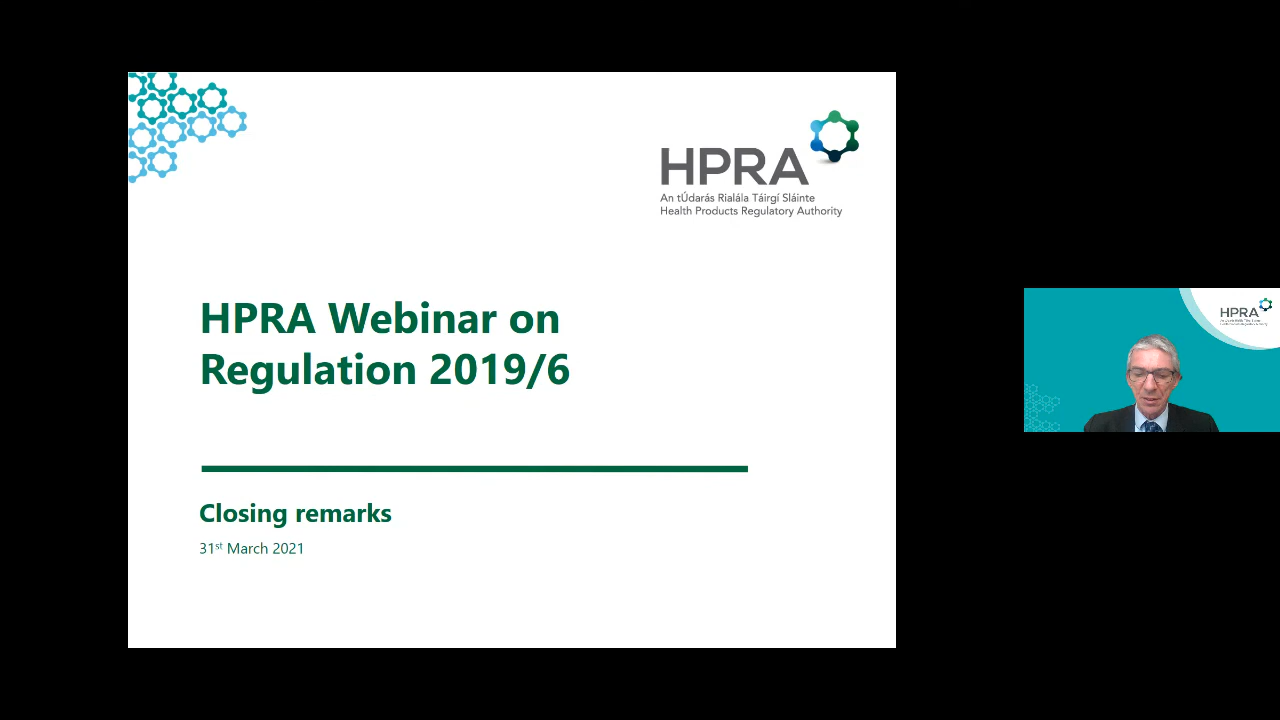 HPRA
An tÚdarás Rialála Táirgí Sláinte
Health Products Regulatory Authority
HPRA Webinar on
Regulation 2019/6
Closing remarks
31st March 2021
HPRA